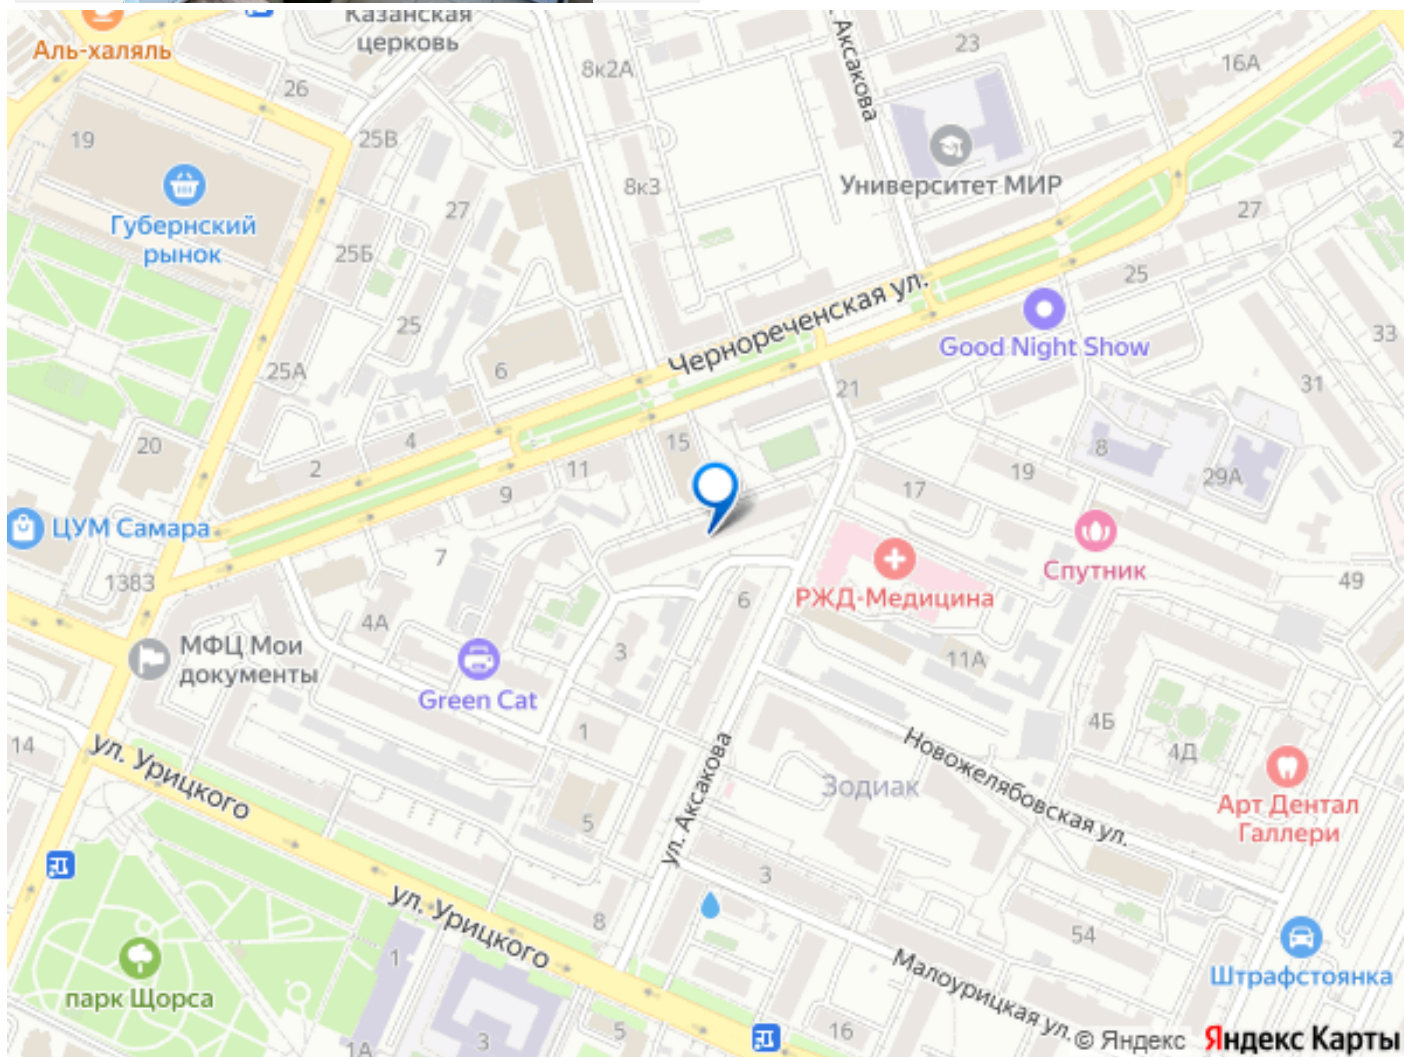 Казанская
церковь
Аль-халяль
Аксакова
23
16А
8к2А
26
19
25В
Университет МИР
8к3
27
Губернский
рынок
27
25Б
25
Чернореченская ул.
25
33
Good Night Show
6
25А
31
21
20
4
15
2
11
19
8
29А
9
17
ЦУМ Самара
7
Спутник
1383
49
РЖД-Медицина
6
4А
МФЦ Мои
документы
3
11А
Green Cat
1
4Б
14
ул. Урицкого
4Д
ул. Аксакова
Новожелябовская ул.
Зодиак
Арт Дентал
Галлери
5
3
ул. Урицкого
8
54
1
Малоурицкая ул.
Штрафстоянка
парк Щорса
1А
3
5
16
© Яндекс Яндекс Карты